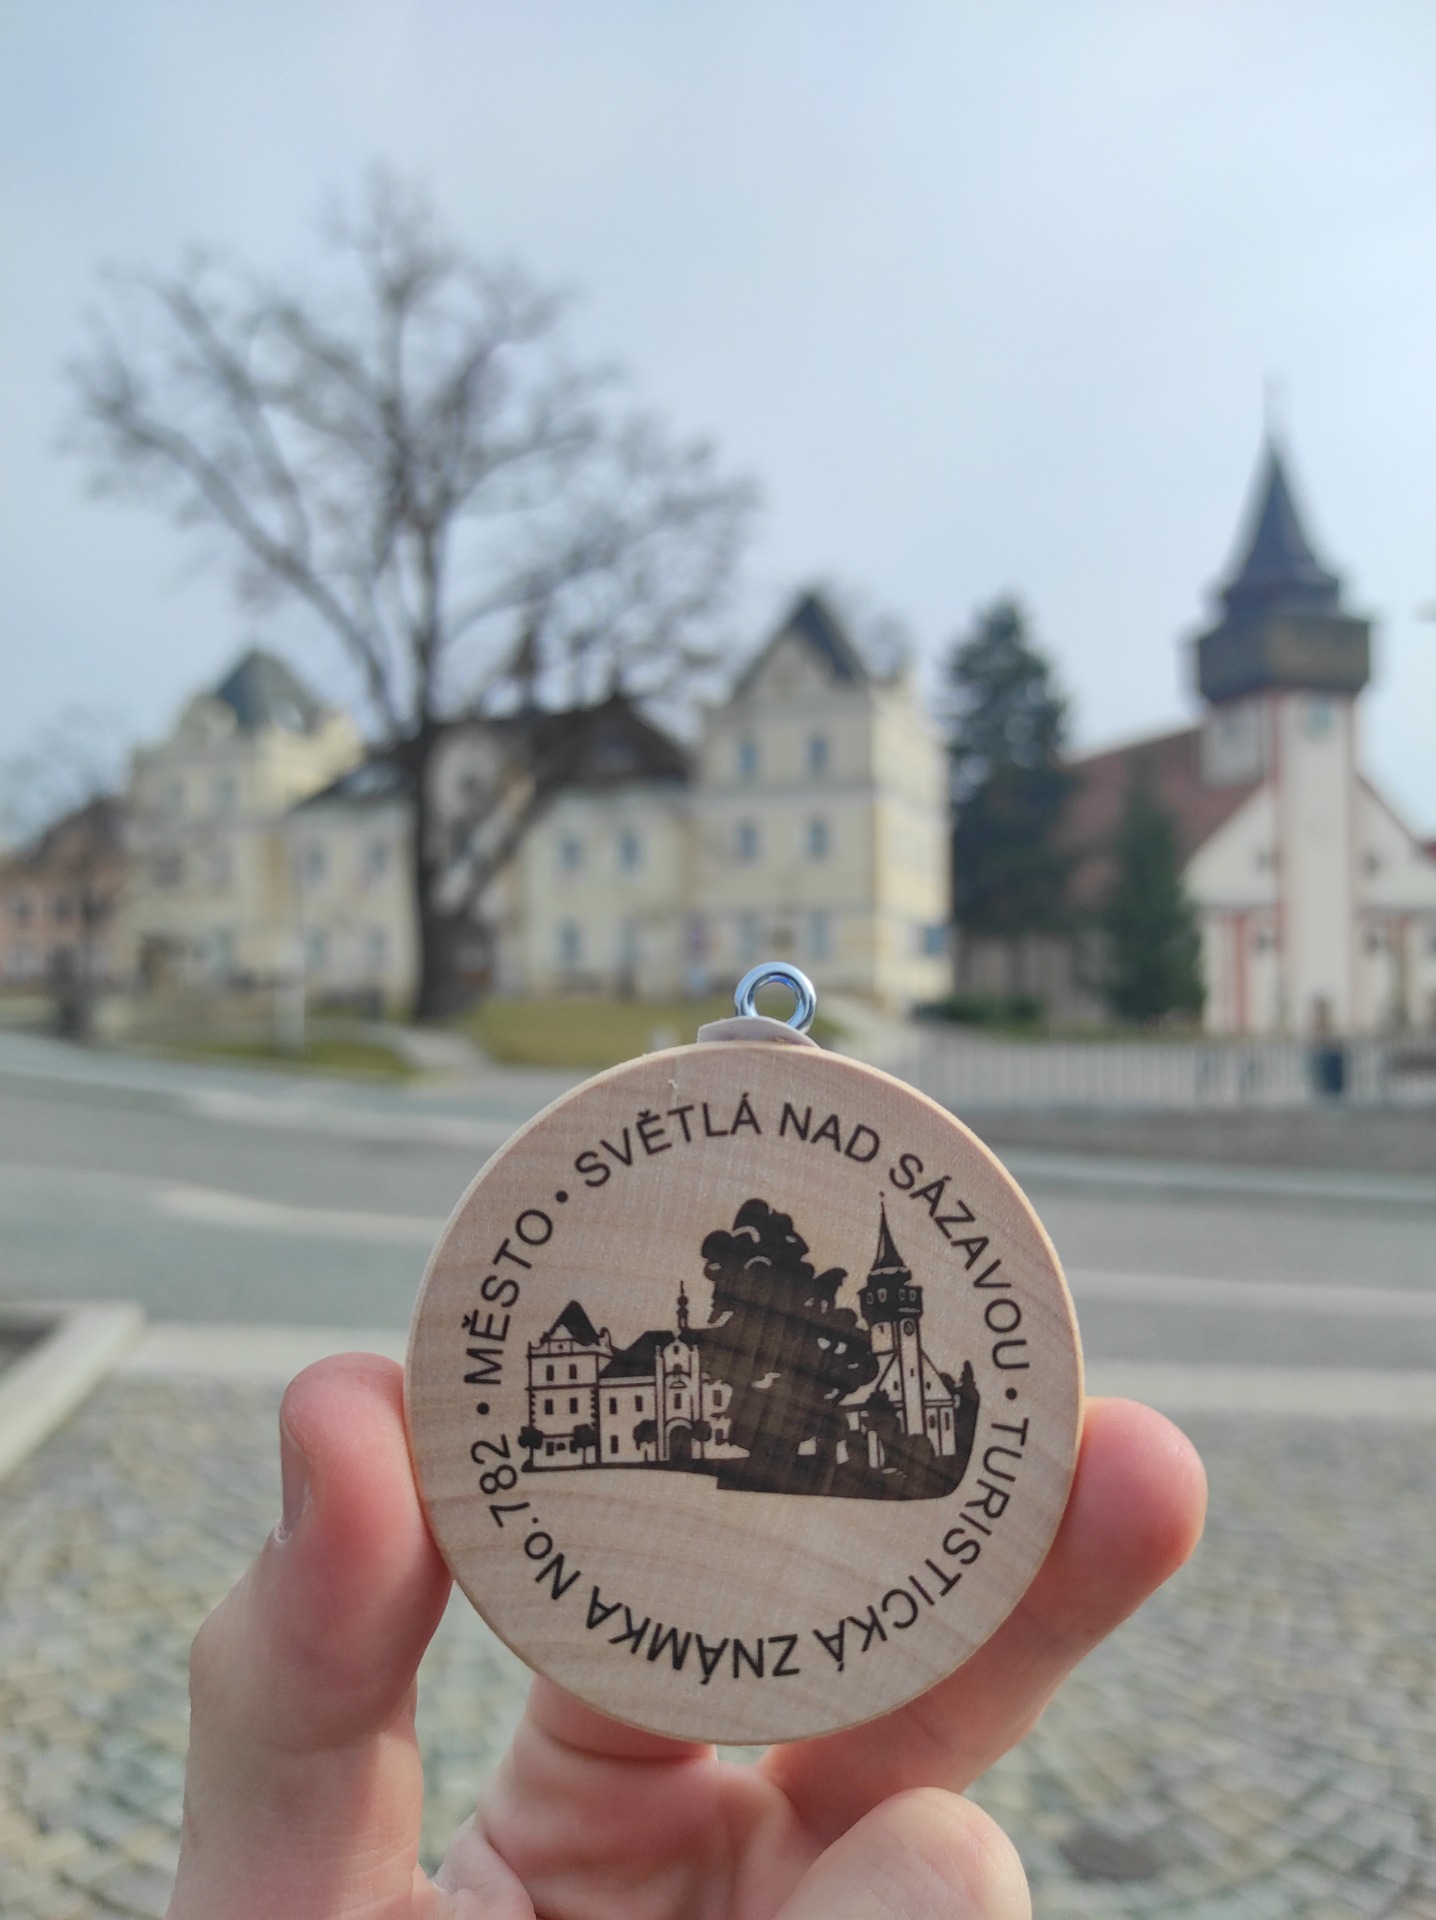 MĚSTO • SVĚTLÁ NAD SÁZAVOU • TURISTICKÁ ZNÁMKA No.782 •